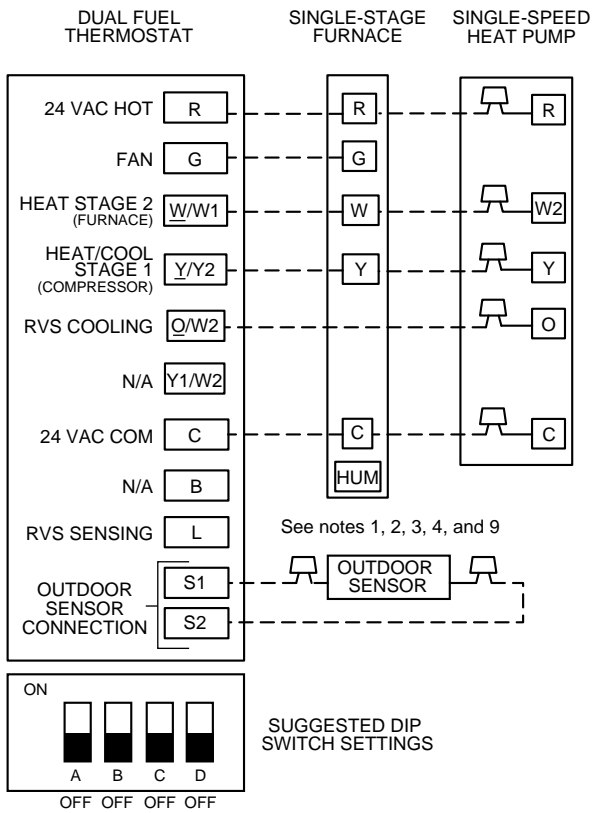 DUAL FUEL
THERMOSTAT
SINGLE-STAGE
FURNACE
SINGLE-SPEED
HEAT PUMP
24 VAC HOT R R R
FAN G G
HEAT STAGE 2
(FURNACE)
W/W1 W W2
HEAT/COOL
STAGE 1
(COMPRESSOR)
Y/Y2 Y Y
RVS COOLING O/W2 O
N/A Y1/W2
24 VAC COM C C C
HUM
N/A B
RVS SENSING L
See notes 1, 2, 3, 4, and 9
OUTDOOR
SENSOR
CONNECTION
S1
S2
OUTDOOR
SENSOR
ON
A B C D
OFF OFF OFF OFF
SUGGESTED DIP
SWITCH SETTINGS